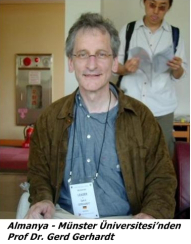 Almanya - Münster Üniversitesi'nden
Prof Dr. Gerd Gerhardt